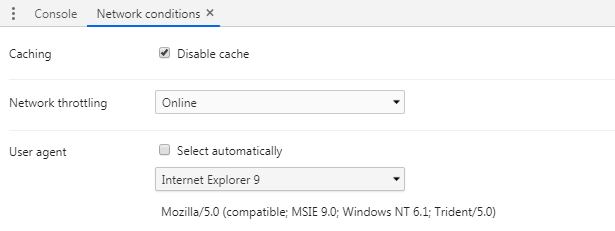 Console Network conditions ×
Caching Disable cache
Network throttling Online
User agent Select automatically
Internet Explorer 9
Mozilla/5.0 (compatible; MSIE 9.0; Windows NT 6.1; Trident/5.0)